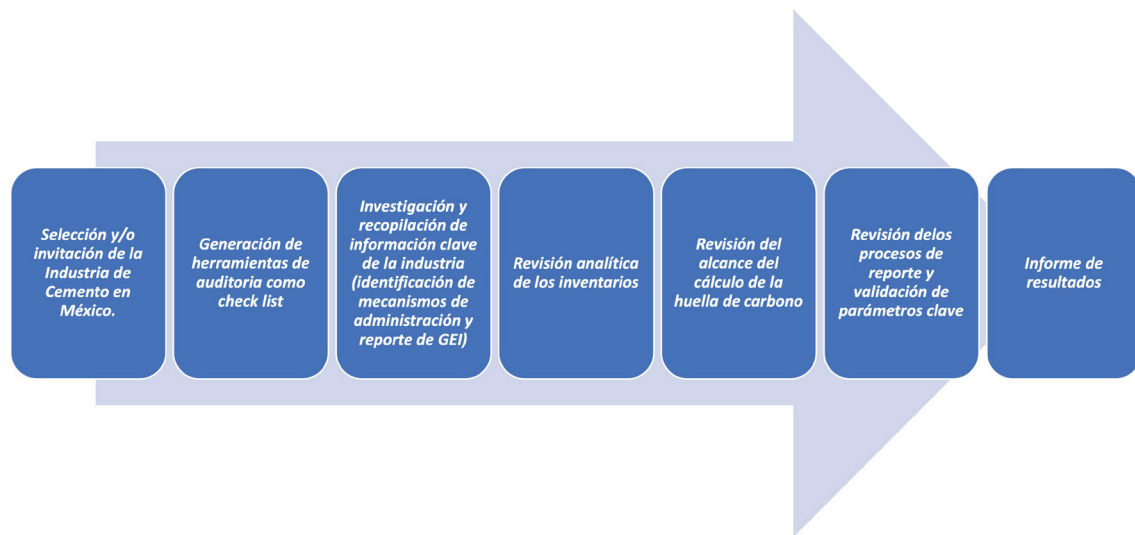 Selección y/o
invitación de la
Industria de
Cemento en
México.
Generación de
herramientas de
auditoria como
check list
Investigación y
recopilación de
información clave
de la industria
(identificación de
mecanismos de
administración y
reporte de GEI)
Revisión analítica
de los inventarios
Revisión del
alcance del
cálculo de la
huella de carbono
Revisión delos
procesos de
reporte y
validación de
parámetros clave
Informe de
resultados